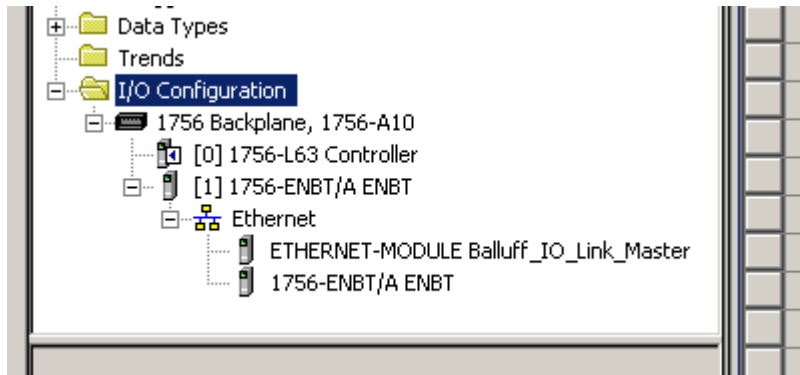 Data Types
Trends
I/O Configuration
1756 Backplane, 1756-A10
[0] 1756-L63 Controller
[1] 1756-ENBT/A ENBT
Ethernet
ETHERNET-MODULE Balluff_IO_Link_Master
1756-ENBT/A ENBT